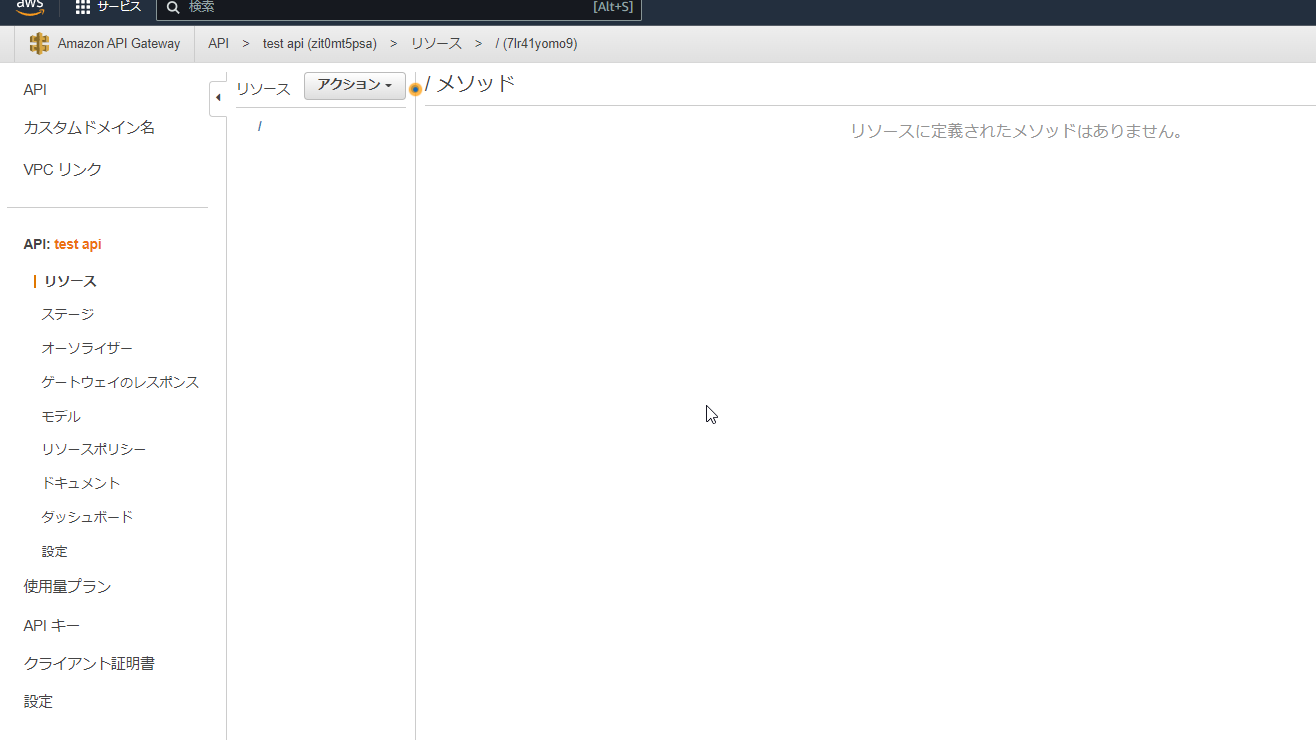 aws サービス 検索 [Alt+S]
Amazon API Gateway API > test api (zit0mt5psa) > リソース > / (7lr41yomo9)
API
カスタムドメイン名
VPC リンク
API: test api
リソース
ステージ
オーソライザー
ゲートウェイのレスポンス
モデル
リソースポリシー
ドキュメント
ダッシュボード
設定
使用量プラン
API キー
クライアント証明書
設定
リソース アクション
/
/ メソッド
リソースに定義されたメソッドはありません。